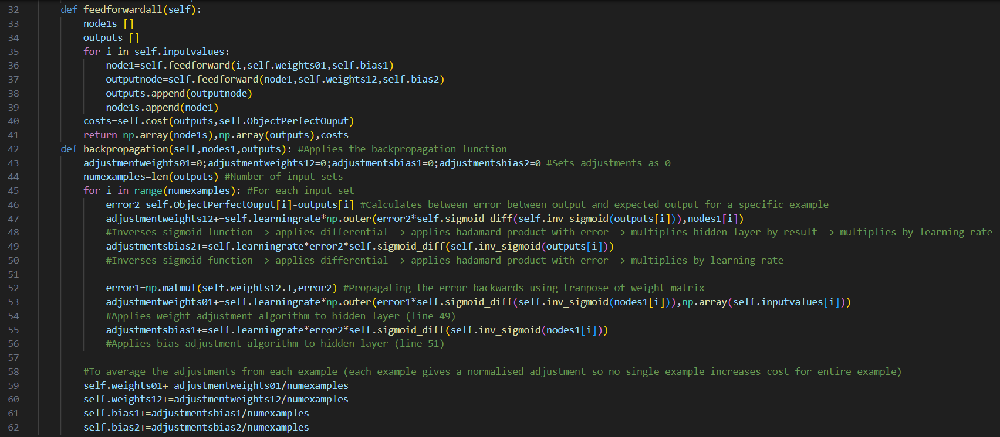 32 def feedforwardall(self):
33 node1s=[]
34 outputs=[]
35 for i in self.inputvalues:
36 node1=self.feedforward(i,self.weights01,self.bias1)
37 outputnode=self.feedforward(node1,self.weights12,self.bias2)
38 outputs.append(outputnode)
39 node1s.append(node1)
40 costs=self.cost(outputs,self.ObjectPerfectOuput)
41 return np.array(node1s),np.array(outputs),costs
42 def backpropagation(self,nodes1,outputs): #Applies the backpropagation function
43 adjustmentweights01=0;adjustmentweights12=0;adjustmentsbias1=0;adjustmentsbias2=0 #Sets adjustments as 0
44 numexamples=len(outputs) #Number of input sets
45 for i in range(numexamples): #For each input set
46 error2=self.ObjectPerfectOuput[i]-outputs[i] #Calculates between error between output and expected output for a specific example
47 adjustmentweights12+=self.learningrate*np.outer(error2*self.sigmoid_diff(self.inv_sigmoid(outputs[i])),nodes1[i])
48 #Inverses sigmoid function -> applies differential -> applies hadamard product with error -> multiplies hidden layer by result -> multiplies by learning rate
49 adjustmentsbias2+=self.learningrate*error2*self.sigmoid_diff(self.inv_sigmoid(outputs[i]))
50 #Inverses sigmoid function -> applies differential -> applies hadamard product with error -> multiplies by learning rate
51
52 error1=np.matmul(self.weights12.T,error2) #Propagating the error backwards using tranpose of weight matrix
53 adjustmentweights01+=self.learningrate*np.outer(error1*self.sigmoid_diff(self.inv_sigmoid(nodes1[i])),np.array(self.inputvalues[i]))
54 #Applies weight adjustment algorithm to hidden layer (line 49)
55 adjustmentsbias1+=self.learningrate*error2*self.sigmoid_diff(self.inv_sigmoid(nodes1[i]))
56 #Applies bias adjustment algorithm to hidden layer (line 51)
57
58 #To average the adjustments from each example (each example gives a normalised adjustment so no single example increases cost for entire example)
59 self.weights01+=adjustmentweights01/numexamples
60 self.weights12+=adjustmentweights12/numexamples
61 self.bias1+=adjustmentsbias1/numexamples
62 self.bias2+=adjustmentsbias2/numexamples